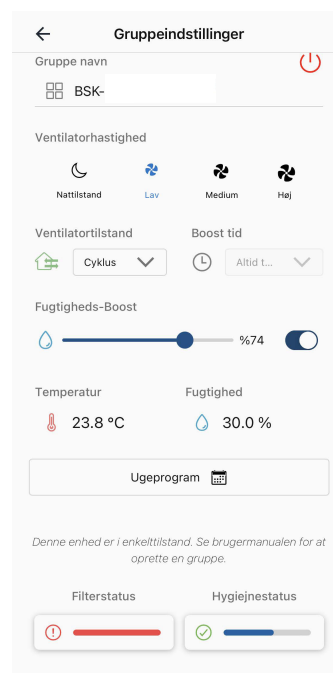 Gruppeindstillinger
Gruppe navn
BSK-
Ventilatorhastighed
Nattilstand Lav Medium Høj
Ventilatortilstand Boost tid
Cyklus Altid t...
Fugtigheds-Boost
%74
Temperatur Fugtighed
23.8 °C 30.0 %
Ugeprogram
Denne enhed er i enkelttilstand. Se brugermanualen for at
oprette en gruppe.
Filterstatus Hygiejnestatus